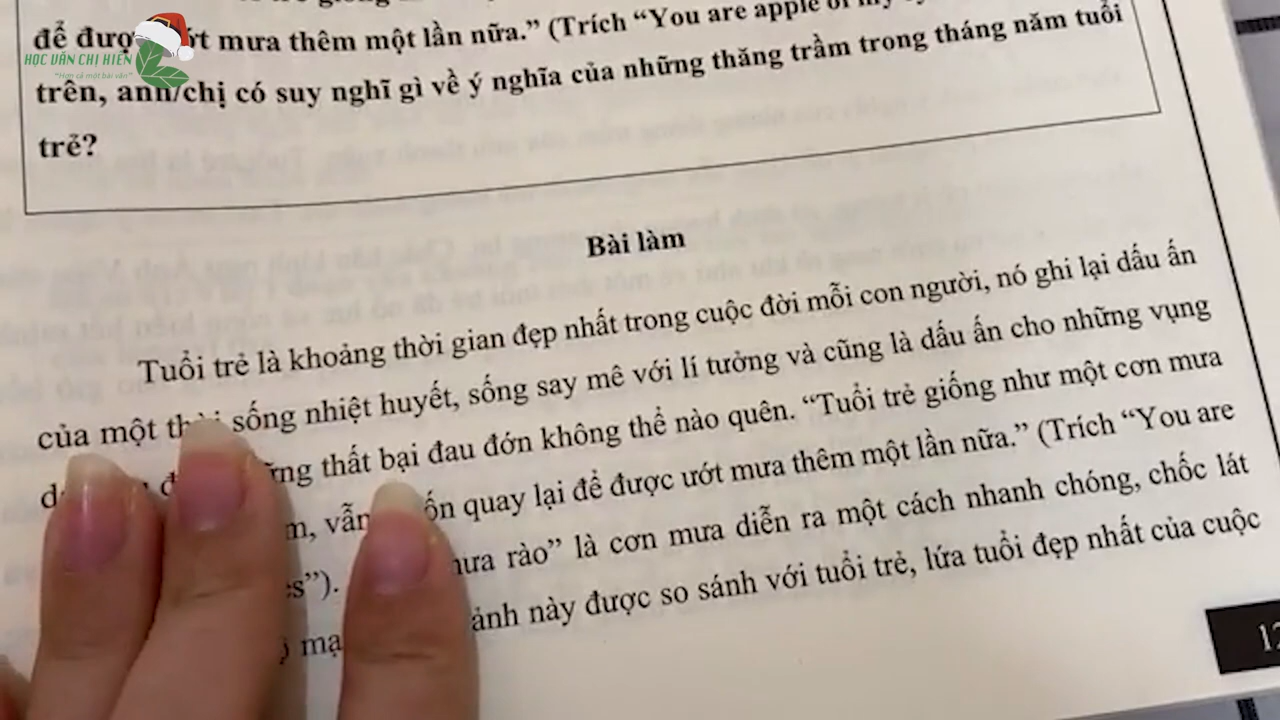 để được ướt mưa thêm một lần nữa.” (Trích “You are apple of my
trên, anh/chị có suy nghĩ gì về ý nghĩa của những thăng trầm trong tháng năm tuổi
trẻ?
HỌC VĂN CHỊ HIÊN
“Hơn cả một bài văn”
Bài làm
Tuổi trẻ là khoảng thời gian đẹp nhất trong cuộc đời mỗi con người, nó ghi lại dấu ấn
của một thời sống nhiệt huyết, sống say mê với lí tưởng và cũng là dấu ấn cho những vụng
thất bại đau đớn không thể nào quên. “Tuổi trẻ giống như một cơn mưa
vẫn quay lại để được ướt mưa thêm một lần nữa.” (Trích “You are
rào” là cơn mưa diễn ra một cách nhanh chóng, chốc lát
ảnh này được so sánh với tuổi trẻ, lứa tuổi đẹp nhất của cuộc